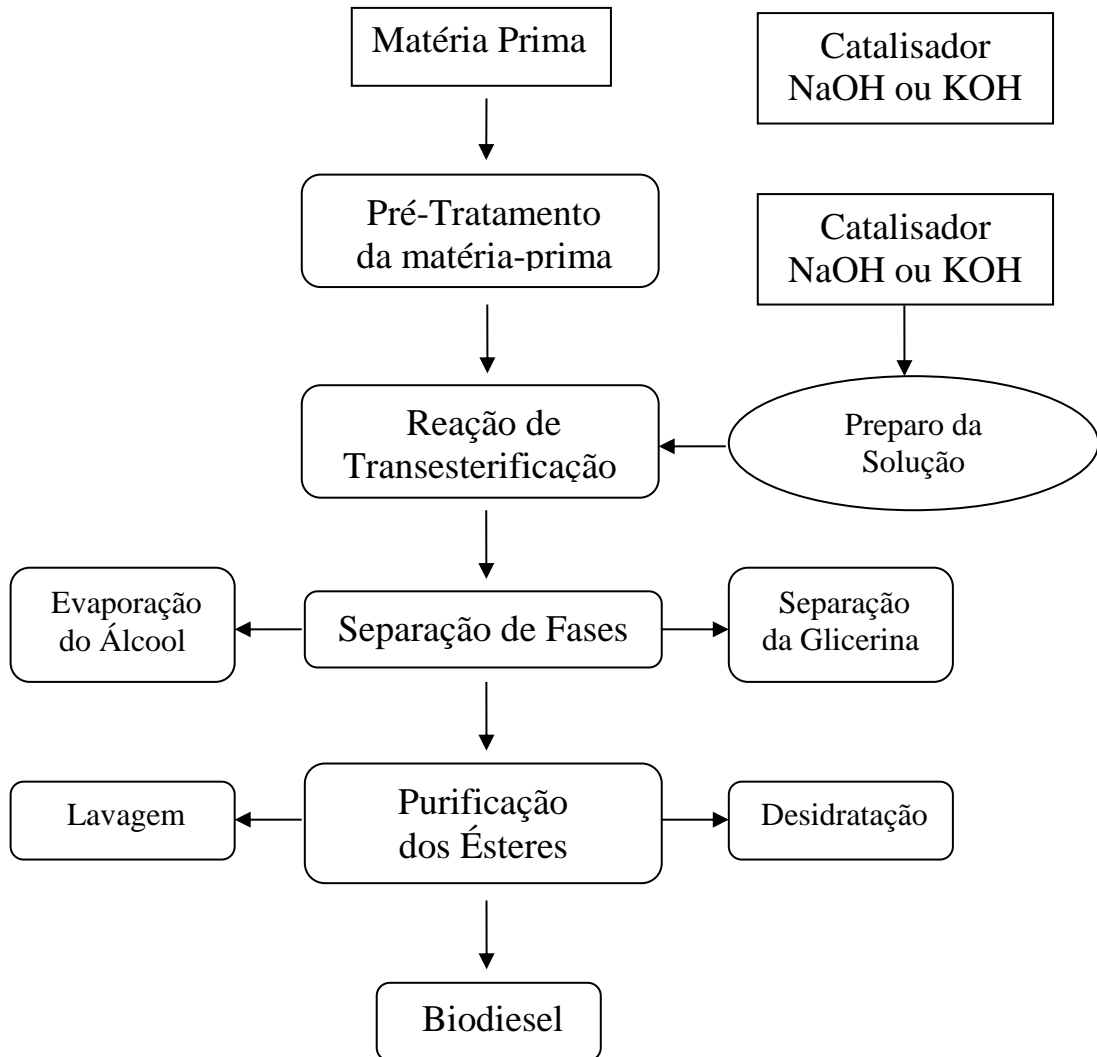 Matéria Prima
Catalisador
NaOH ou KOH
Pré-Tratamento
da matéria-prima
Catalisador
NaOH ou KOH
Reação de
Transesterificação
Preparo da
Solução
Evaporação
do Álcool
Separação de Fases
Separação
da Glicerina
Lavagem
Purificação
dos Ésteres
Desidratação
Biodiesel